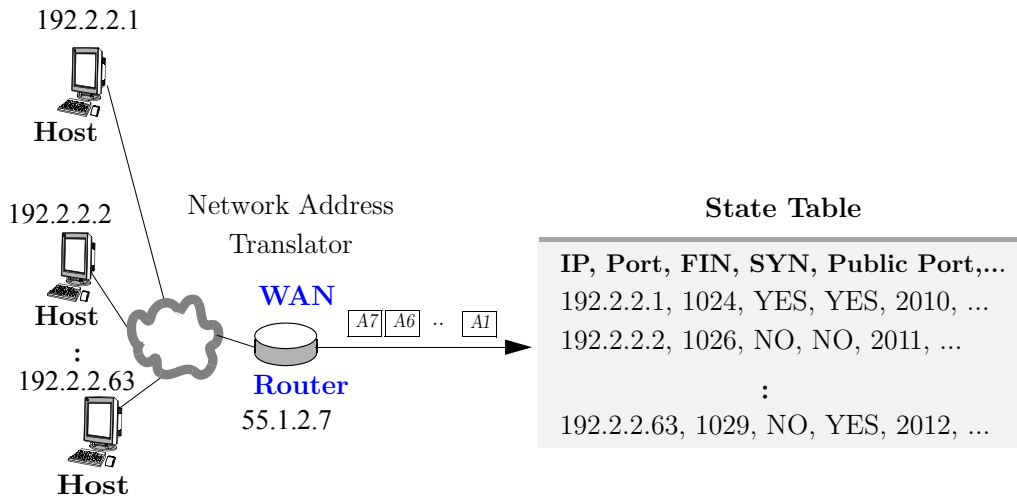 192.2.2.1
Host
192.2.2.2
Host
:
192.2.2.63
Host
Network Address
Translator
WAN
Router
55.1.2.7
A7 A6 .. A1
State Table
IP, Port, FIN, SYN, Public Port,...
192.2.2.1, 1024, YES, YES, 2010, ...
192.2.2.2, 1026, NO, NO, 2011, ...
:
192.2.2.63, 1029, NO, YES, 2012, ...